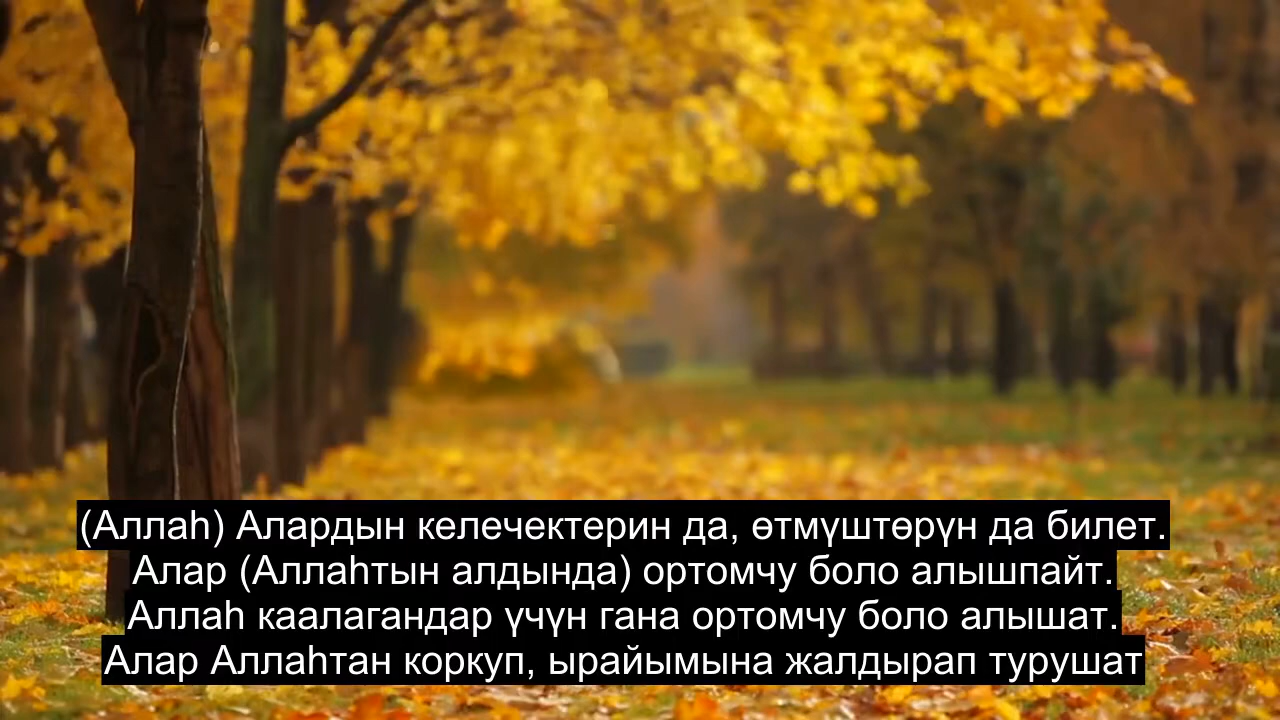 (Аллаһ) Алардын келечектерин да, өтмүштөрүн да билет.
Алар (Аллаһтын алдында) ортомчу боло алышпайт.
Аллаһ каалагандар үчүн гана ортомчу боло алышат.
Алар Аллаһтан коркуп, ырайымына жалдырап турушат